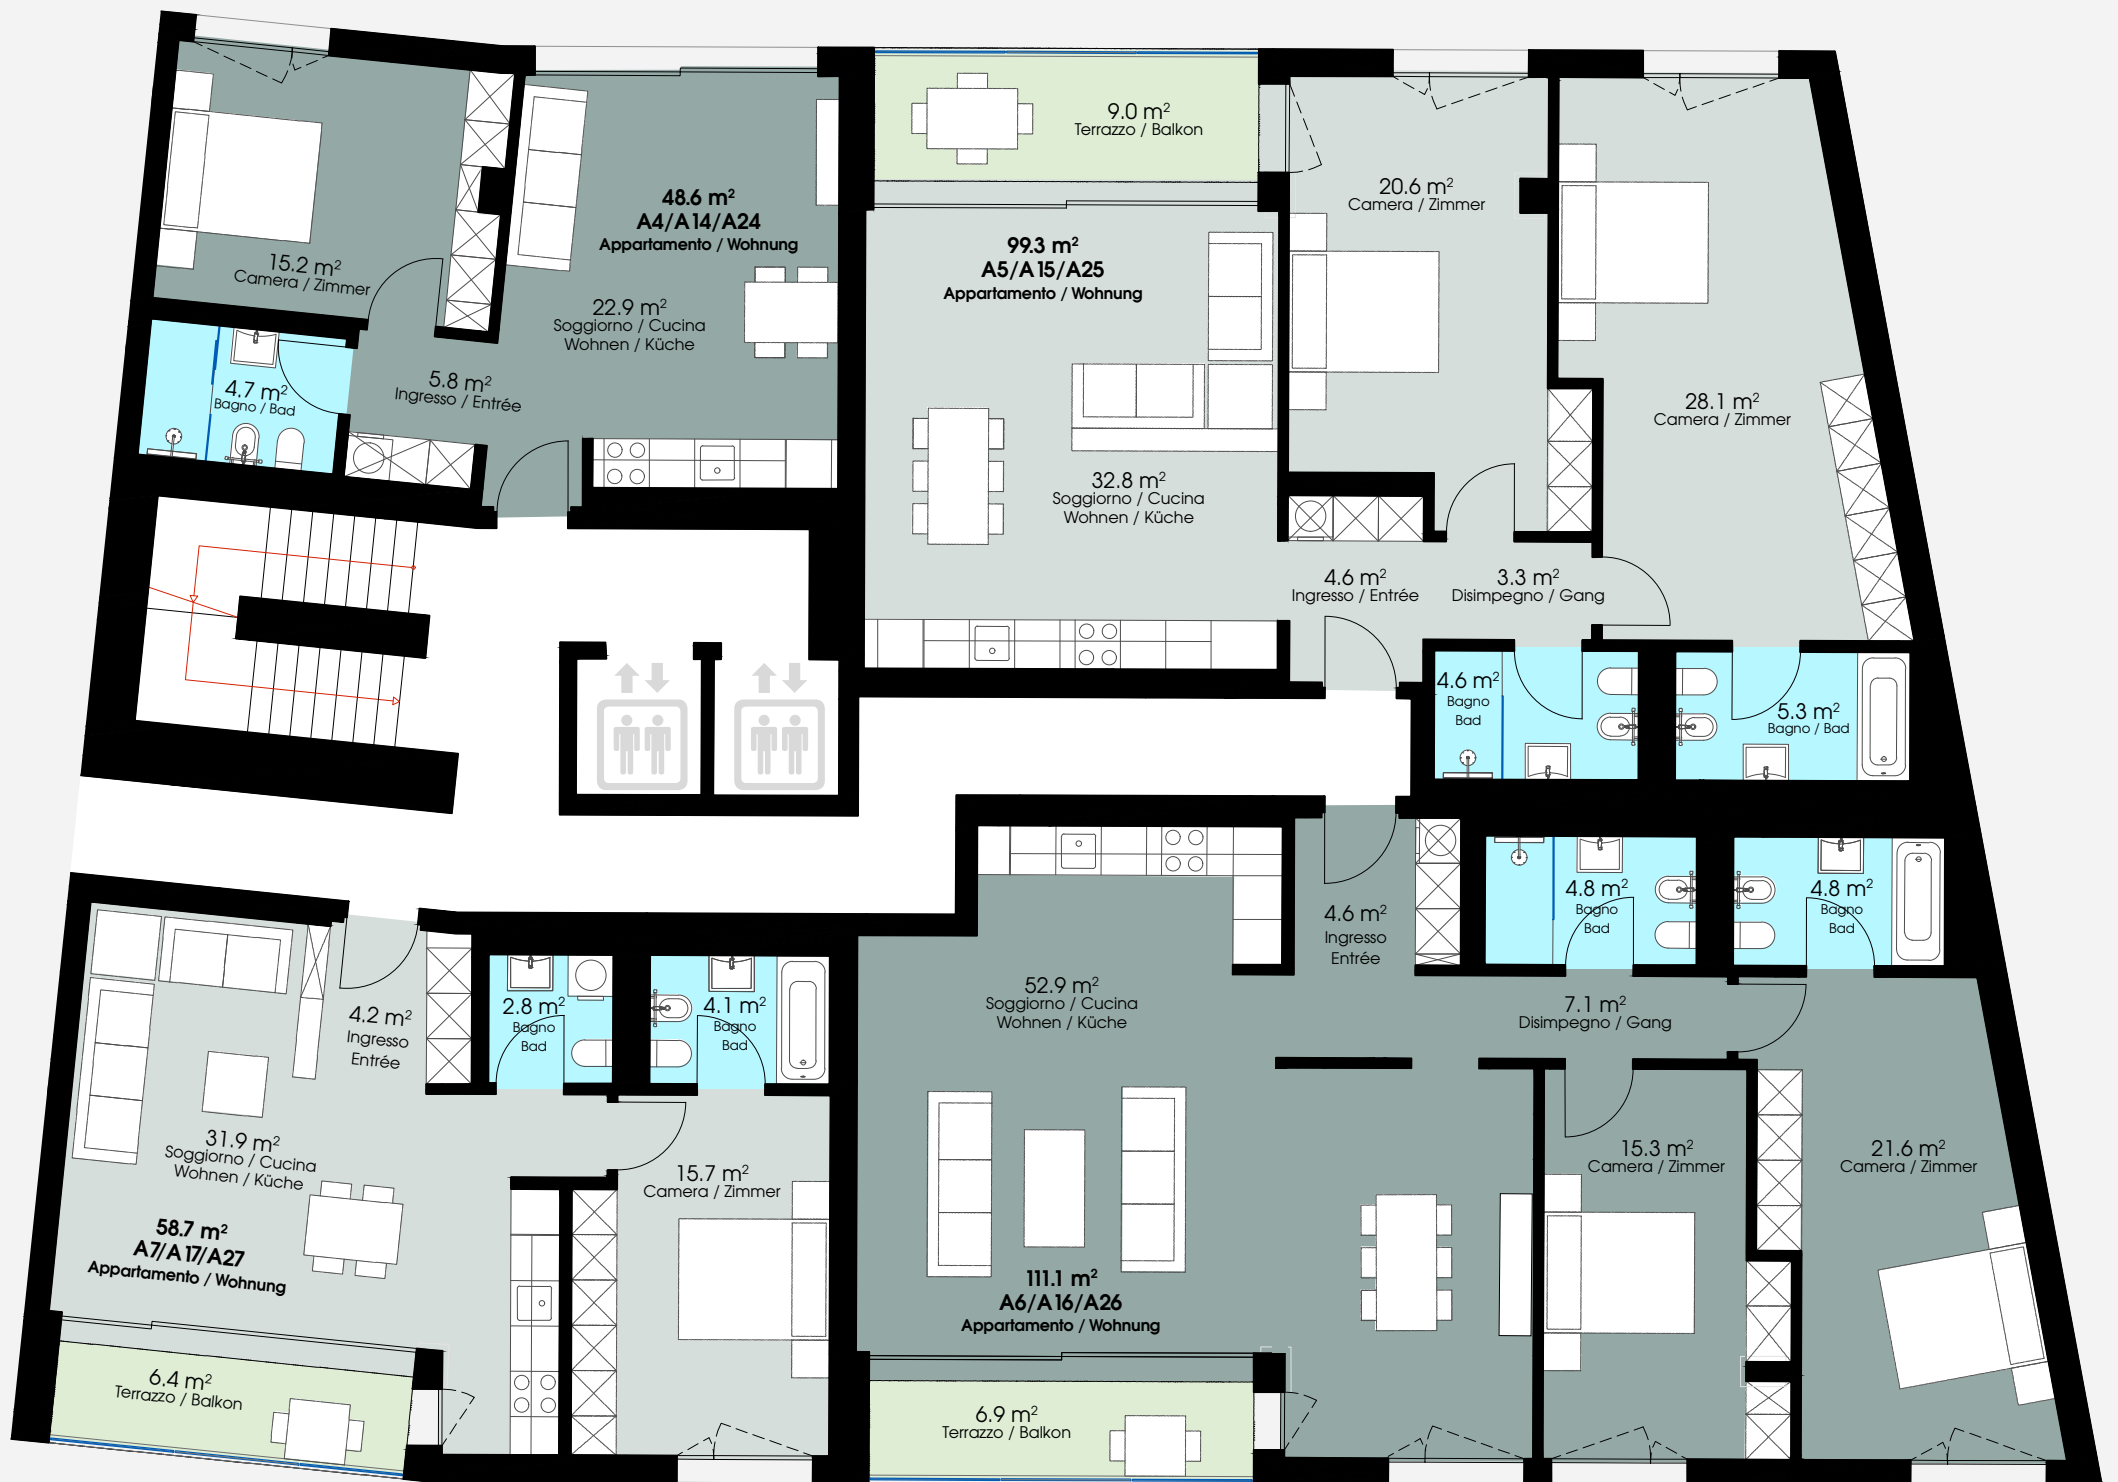 15.2 m²
Camera / Zimmer
48.6 m²
A4/A14/A24
Appartamento / Wohnung
22.9 m²
Soggiorno / Cucina
Wohnen / Küche
4.7 m²
Bagno / Bad
5.8 m²
Ingresso / Entrée
9.0 m²
Terrazzo / Balkon
99.3 m²
A5/A15/A25
Appartamento / Wohnung
20.6 m²
Camera / Zimmer
28.1 m²
Camera / Zimmer
32.8 m²
Soggiorno / Cucina
Wohnen / Küche
4.6 m²
Ingresso / Entrée
3.3 m²
Disimpegno / Gang
4.6 m²
Bagno
Bad
5.3 m²
Bagno / Bad
4.8 m²
Bagno
Bad
4.8 m²
Bagno
Bad
4.6 m²
Ingresso
Entrée
52.9 m²
Soggiorno / Cucina
Wohnen / Küche
7.1 m²
Disimpegno / Gang
15.3 m²
Camera / Zimmer
21.6 m²
Camera / Zimmer
111.1 m²
A6/A16/A26
Appartamento / Wohnung
6.9 m²
Terrazzo / Balkon
4.2 m²
Ingresso
Entrée
2.8 m²
Bagno
Bad
4.1 m²
Bagno
Bad
31.9 m²
Soggiorno / Cucina
Wohnen / Küche
15.7 m²
Camera / Zimmer
58.7 m²
A7/A17/A27
Appartamento / Wohnung
6.4 m²
Terrazzo / Balkon